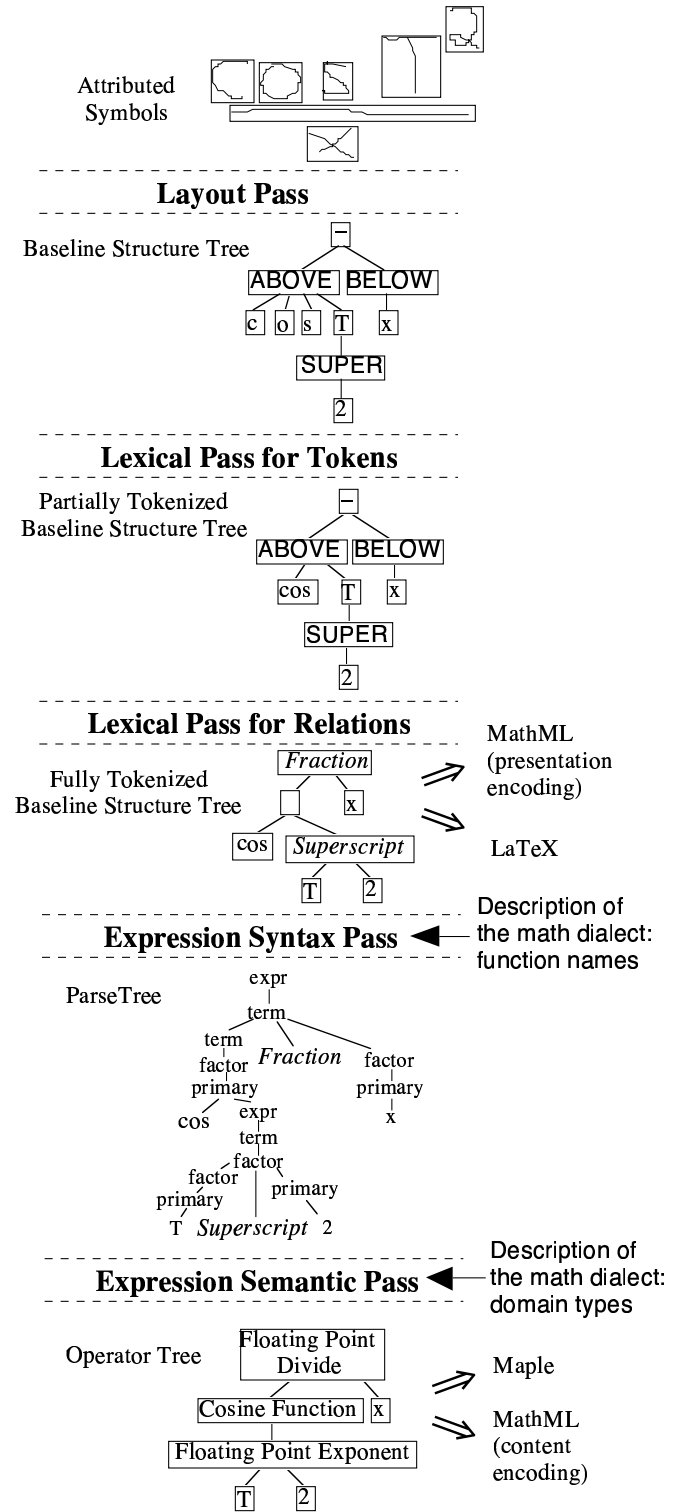 Attributed
Symbols
Layout Pass
Baseline Structure Tree
–
ABOVE BELOW
c o s T x
SUPER
2
Lexical Pass for Tokens
Partially Tokenized
Baseline Structure Tree
–
ABOVE BELOW
cos T x
SUPER
2
Lexical Pass for Relations
Fully Tokenized
Baseline Structure Tree
Fraction
x
cos Superscript
T 2
MathML
(presentation
encoding)
LaTeX
Expression Syntax Pass
Description of
the math dialect:
function names
ParseTree
expr
term
term Fraction factor
factor primary
primary x
cos expr
term
factor
factor primary
primary
T Superscript 2
Expression Semantic Pass
Description of
the math dialect:
domain types
Operator Tree
Floating Point
Divide
Cosine Function x
Floating Point Exponent
T 2
Maple
MathML
(content
encoding)